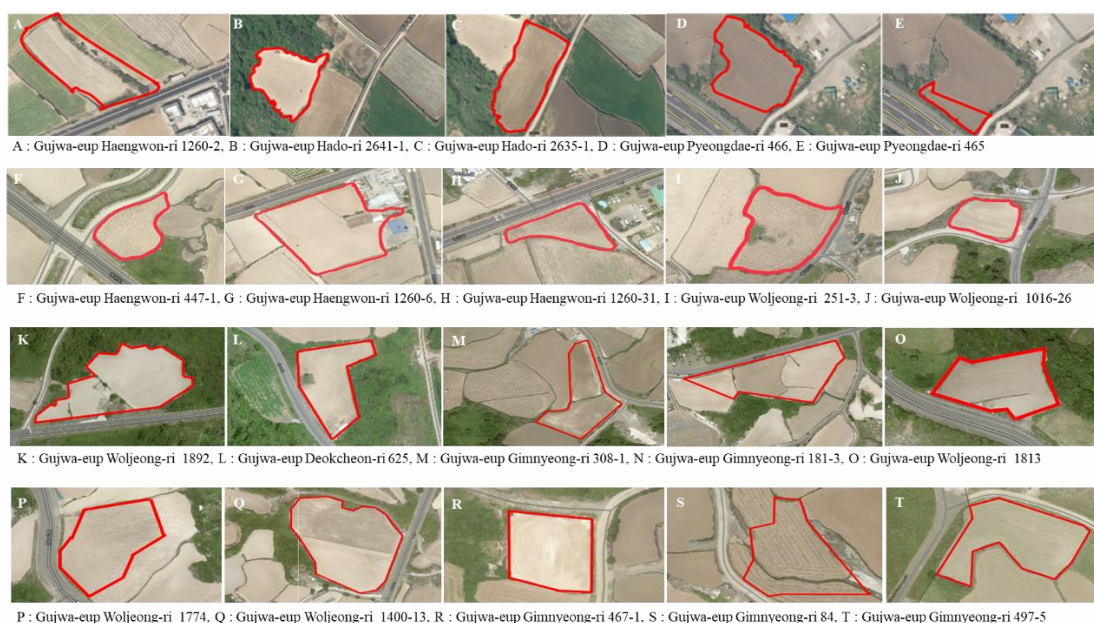 A B C D E
A : Gujwa-eup Haengwon-ri 1260-2, B : Gujwa-eup Hado-ri 2641-1, C : Gujwa-eup Hado-ri 2635-1, D : Gujwa-eup Pyeongdae-ri 466, E : Gujwa-eup Pyeongdae-ri 465
F G H I J
F : Gujwa-eup Haengwon-ri 447-1, G : Gujwa-eup Haengwon-ri 1260-6, H : Gujwa-eup Haengwon-ri 1260-31, I : Gujwa-eup Woljeong-ri 251-3, J : Gujwa-eup Woljeong-ri 1016-26
K L M N O
K : Gujwa-eup Woljeong-ri 1892, L : Gujwa-eup Deokcheon-ri 625, M : Gujwa-eup Gimnyeong-ri 308-1, N : Gujwa-eup Gimnyeong-ri 181-3, O : Gujwa-eup Woljeong-ri 1813
P Q R S T
P : Gujwa-eup Woljeong-ri 1774, Q : Gujwa-eup Woljeong-ri 1400-13, R : Gujwa-eup Gimnyeong-ri 467-1, S : Gujwa-eup Gimnyeong-ri 84, T : Gujwa-eup Gimnyeong-ri 497-5